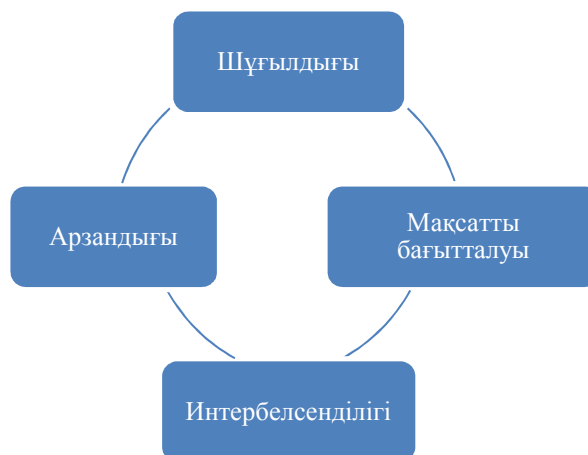 Шұғылдығы
Арзандығы
Мақсатты
бағытталуы
Интербелсенділігі